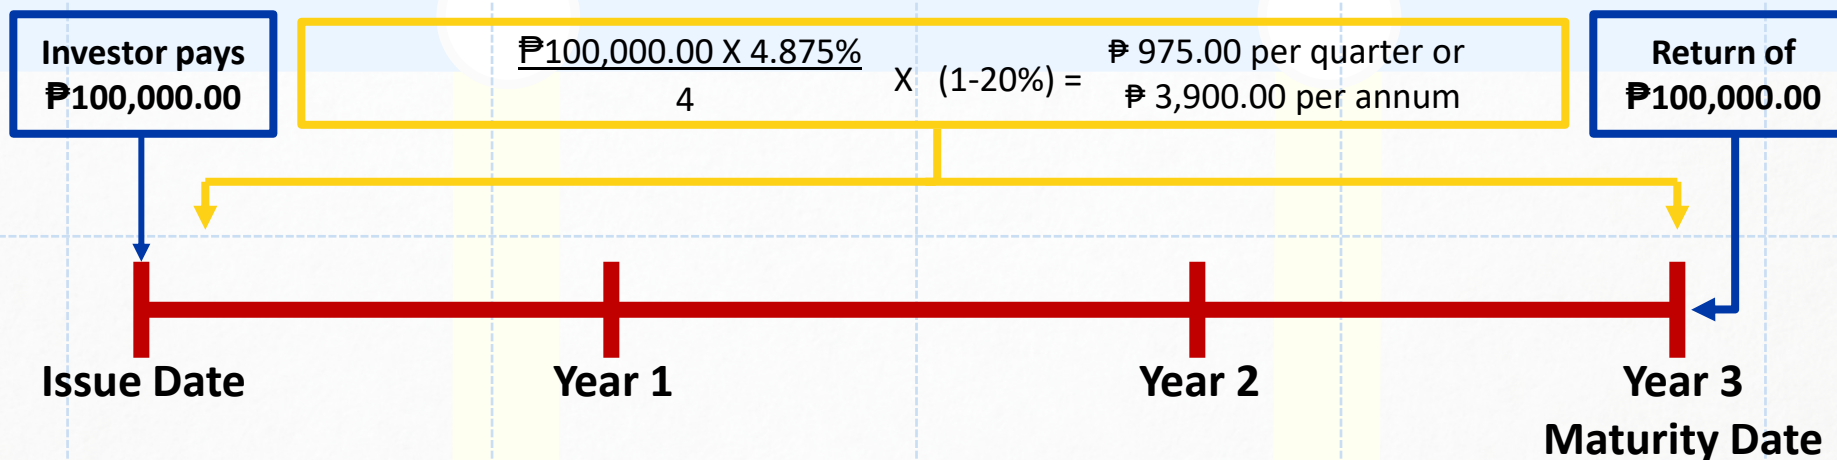 Investor pays
₱100,000.00
₱100,000.00 X 4.875%
4
X (1-20%) =
₱ 975.00 per quarter or
₱ 3,900.00 per annum
Return of
₱100,000.00
Issue Date
Year 1
Year 2
Year 3
Maturity Date